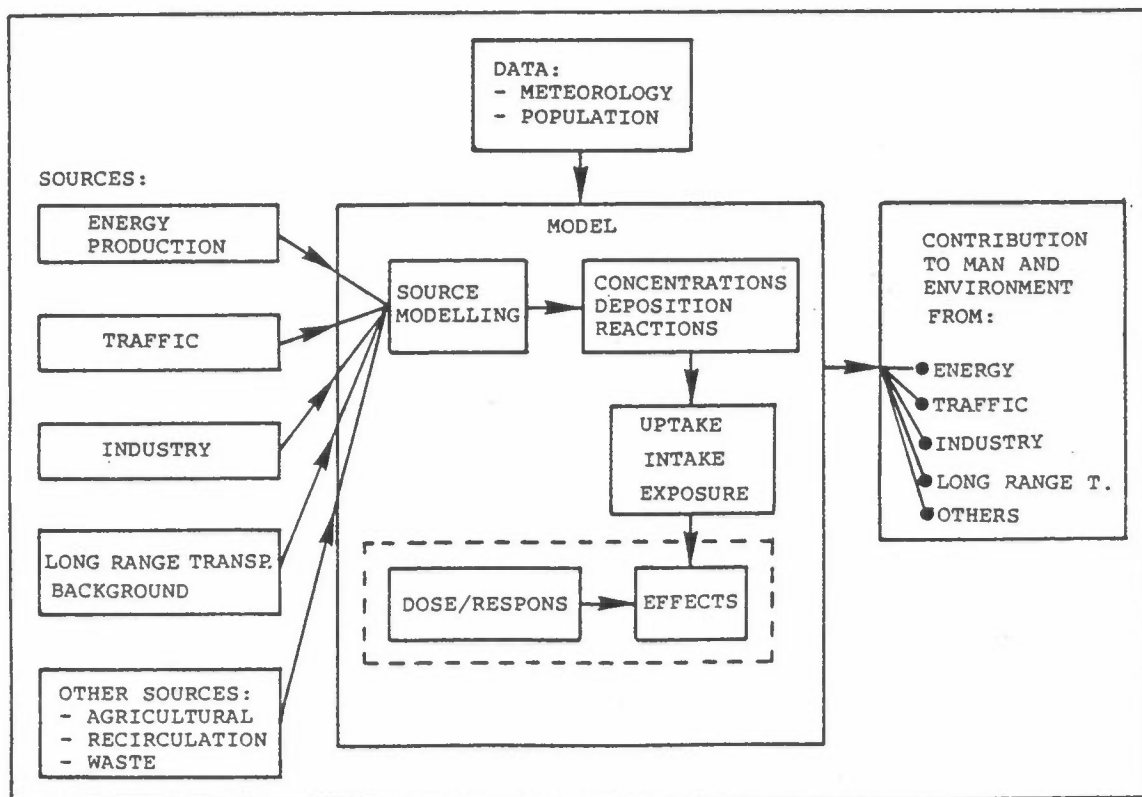 DATA:
- METEOROLOGY
- POPULATION
SOURCES:
ENERGY
PRODUCTION
TRAFFIC
INDUSTRY
LONG RANGE TRANSP.
BACKGROUND
OTHER SOURCES:
- AGRICULTURAL
- RECIRCULATION
- WASTE
MODEL
SOURCE
MODELLING
CONCENTRATIONS
DEPOSITION
REACTIONS
UPTAKE
INTAKE
EXPOSURE
DOSE/RESPONS
EFFECTS
CONTRIBUTION
TO MAN AND
ENVIRONMENT
FROM:
ENERGY
TRAFFIC
INDUSTRY
LONG RANGE T.
OTHERS